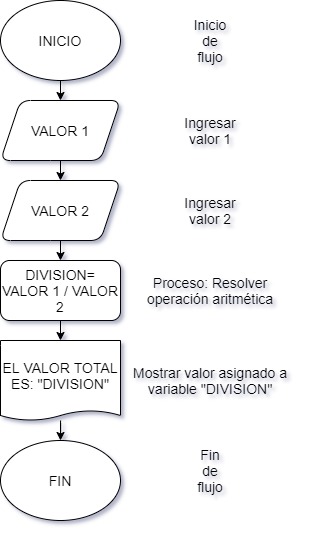 INICIO
Inicio
de
flujo
VALOR 1
Ingresar
valor 1
VALOR 2
Ingresar
valor 2
DIVISION=
VALOR 1 / VALOR
2
Proceso: Resolver
operación aritmética
EL VALOR TOTAL
ES: "DIVISION"
Mostrar valor asignado a
variable "DIVISION"
FIN
Fin
de
flujo